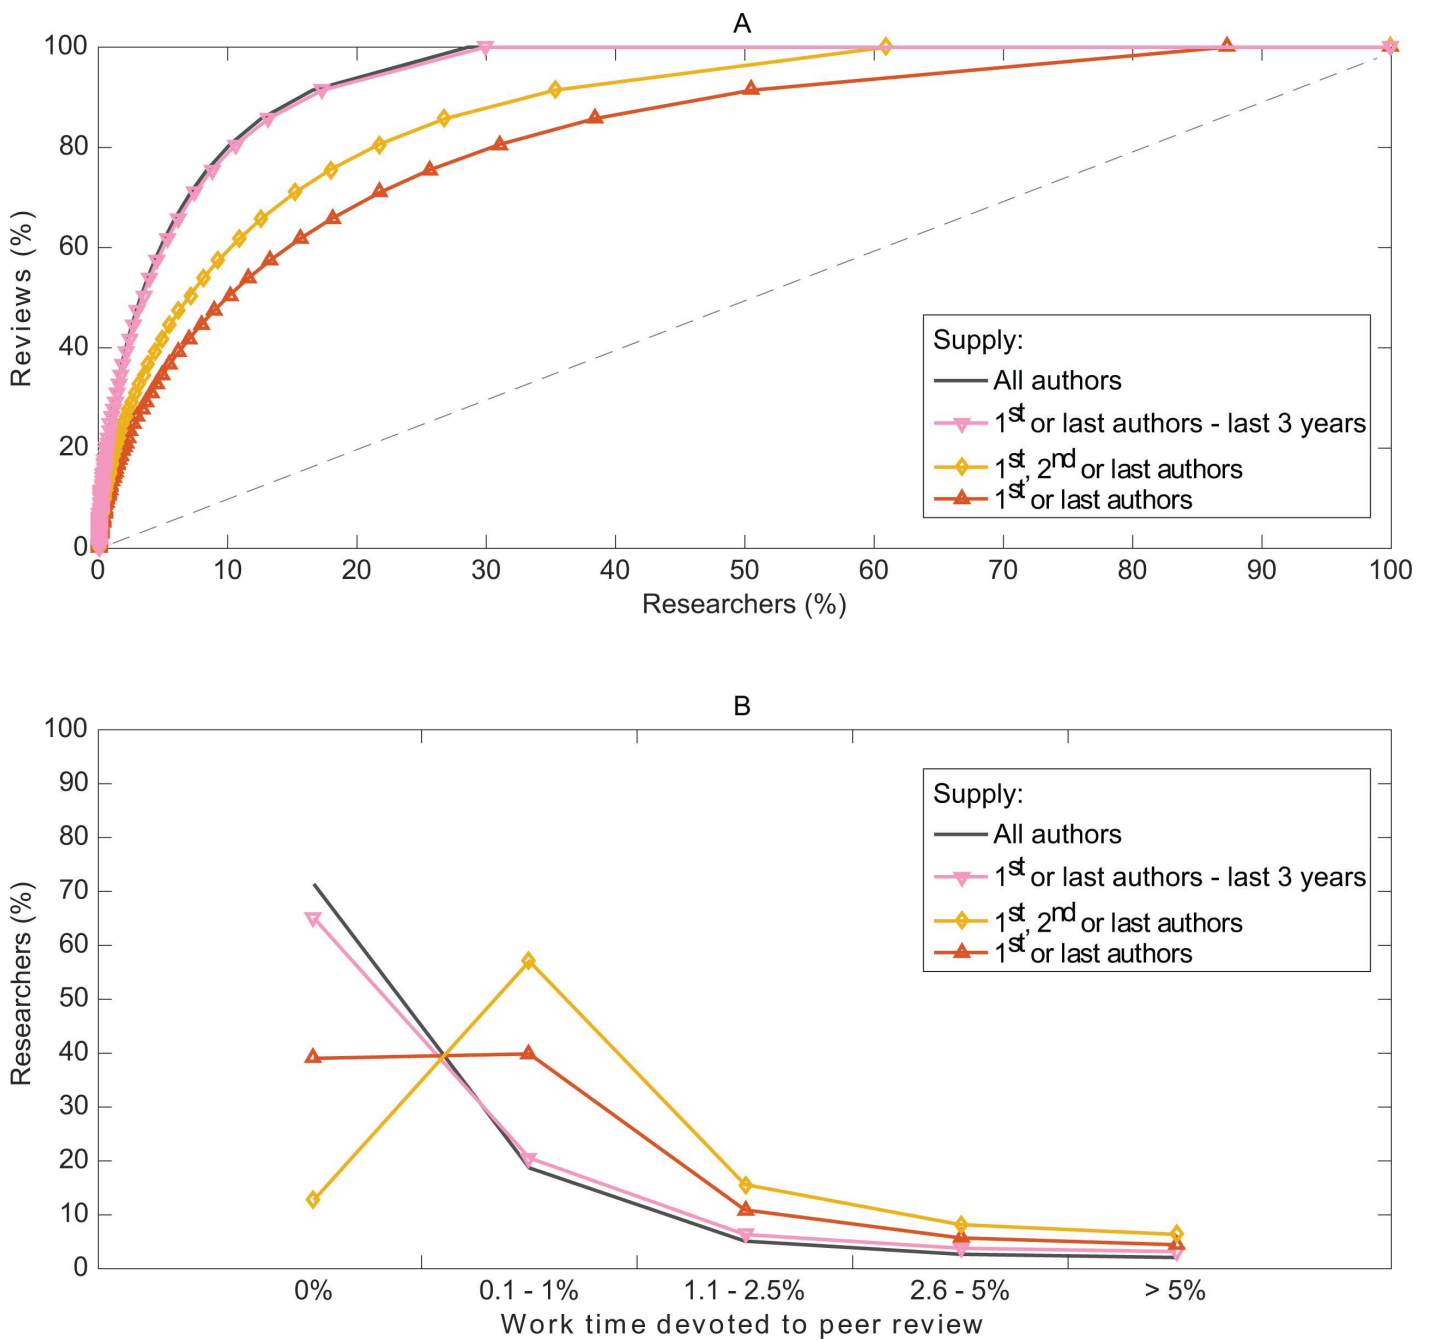 A
100
80
60
40
20
0
Reviews (%)
0 10 20 30 40 50 60 70 80 90 100
Researchers (%)
Supply:
All authors
1st or last authors - last 3 years
1st, 2nd or last authors
1st or last authors
B
100
90
80
70
60
50
40
30
20
10
0
Researchers (%)
0% 0.1 - 1% 1.1 - 2.5% 2.6 - 5% > 5%
Work time devoted to peer review
Supply:
All authors
1st or last authors - last 3 years
1st, 2nd or last authors
1st or last authors